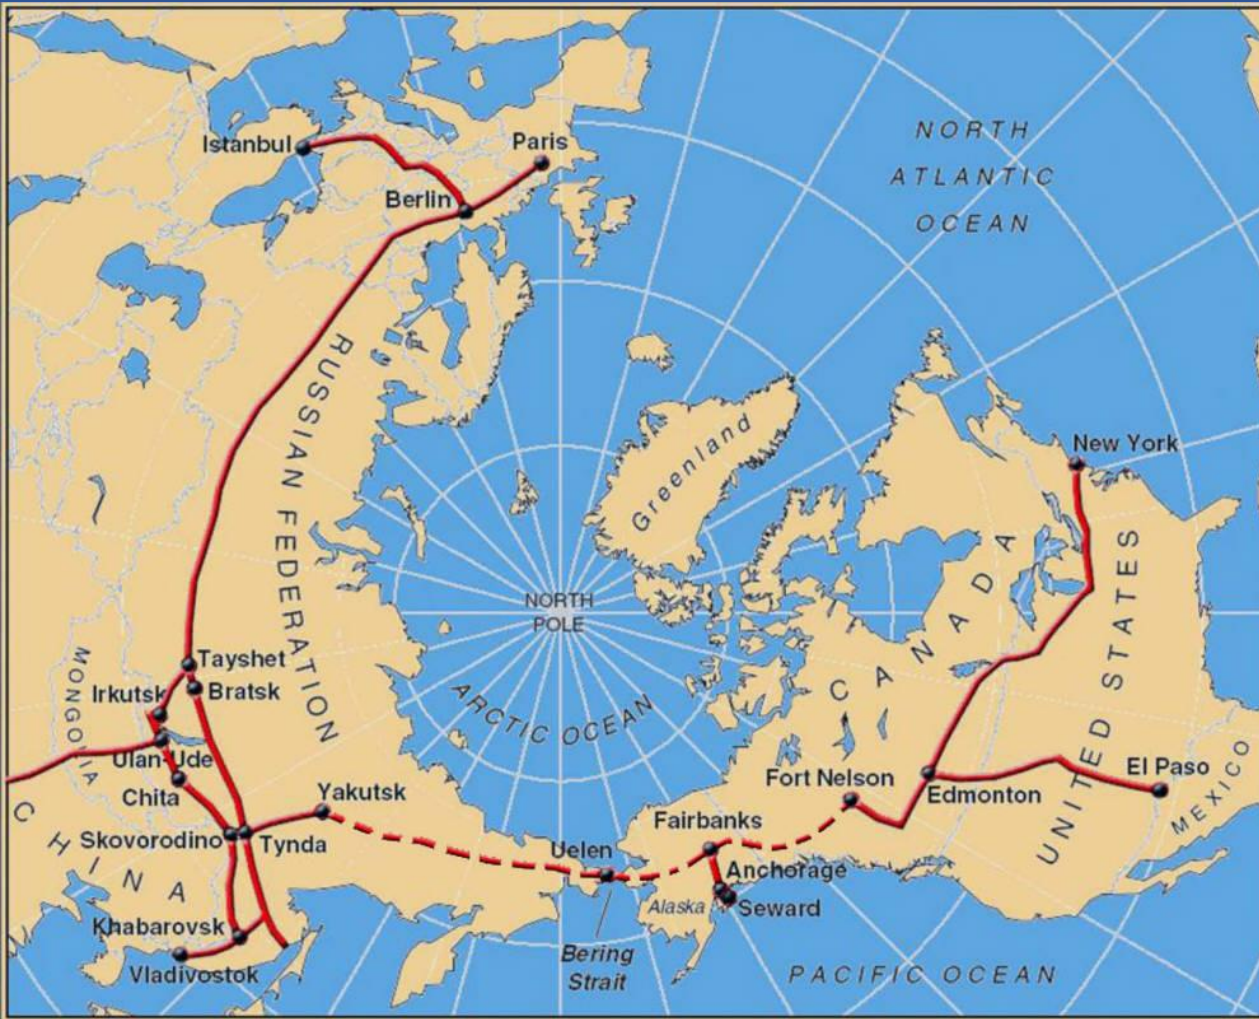 NORTH
ATLANTIC
OCEAN
Istanbul
Paris
Berlin
RUSSIAN FEDERATION
Greenland
New York
NORTH
POLE
CANADA
UNITED STATES
Tayshet
Bratsk
Irkutsk
MONGOLIA
ARCTIC OCEAN
Ulan-Ude
Chita
Yakutsk
Fort Nelson
El Paso
Edmonton
MEXICO
CHINA
Skovorodino
Tynda
Uelen
Fairbanks
Anchorage
Alaska
Seward
Khabarovsk
Vladivostok
Bering
Strait
PACIFIC OCEAN